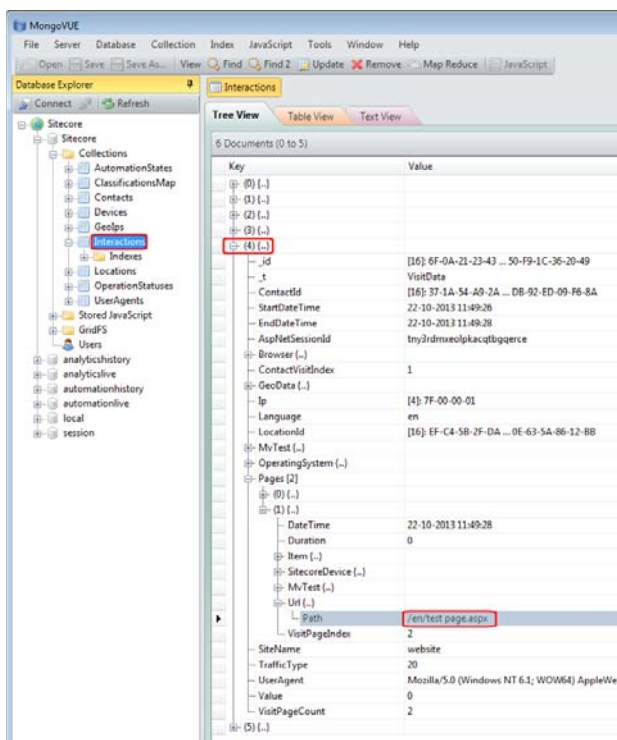 MongoVUE
File Server Database Collection Index JavaScript Tools Window Help
Open Save Save As... View Find Find 2 Update Remove Map Reduce JavaScript
Database Explorer
Connect Refresh
Sitecore
Sitecore
Collections
AutomationStates
ClassificationsMap
Contacts
Devices
GeoIps
Interactions
Indexes
Locations
OperationStatuses
UserAgents
Stored JavaScript
GridFS
Users
analyticshistory
analyticslive
automationhistory
automationlive
local
session
Interactions
Tree View Table View Text View
6 Documents (0 to 5)
Key Value
(0) {..}
(1) {..}
(2) {..}
(3) {..}
(4) {..}
_id [16]: 6F-0A-21-23-43 ... 50-F9-1C-36-20-49
_t VisitData
ContactId [16]: 37-1A-54-A9-2A ... DB-92-ED-09-F6-8A
StartDateTime 22-10-2013 11:49:26
EndDateTime 22-10-2013 11:49:28
AspNetSessionId tny3rdmxeolpkacqtbgqerce
Browser {..}
ContactVisitIndex 1
GeoData {..}
Ip [4]: 7F-00-00-01
Language en
LocationId [16]: EF-C4-5B-2F-DA ... 0E-63-5A-86-12-BB
MvTest {..}
OperatingSystem {..}
Pages [2]
(0) {..}
(1) {..}
DateTime 22-10-2013 11:49:28
Duration 0
Item {..}
SitecoreDevice {..}
MvTest {..}
Url {..}
Path /en/test page.aspx
VisitPageIndex 2
SiteName website
TrafficType 20
UserAgent Mozilla/5.0 (Windows NT 6.1; WOW64) AppleWe
Value 0
VisitPageCount 2
(5) {..}